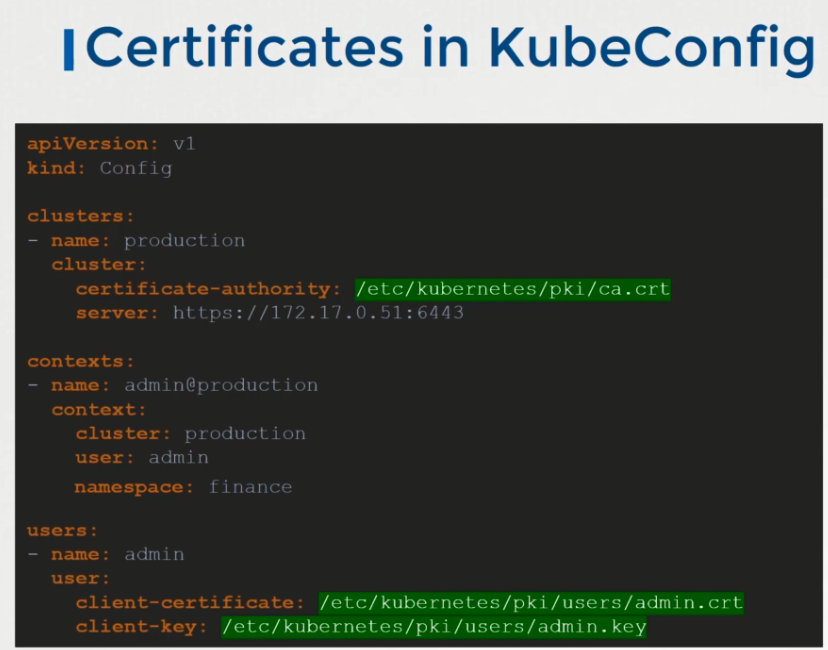 Certificates in KubeConfig
apiVersion: v1
kind: Config
clusters:
- name: production
cluster:
certificate-authority: /etc/kubernetes/pki/ca.crt
server: https://172.17.0.51:6443
contexts:
- name: admin@production
context:
cluster: production
user: admin
namespace: finance
users:
- name: admin
user:
client-certificate: /etc/kubernetes/pki/users/admin.crt
client-key: /etc/kubernetes/pki/users/admin.key